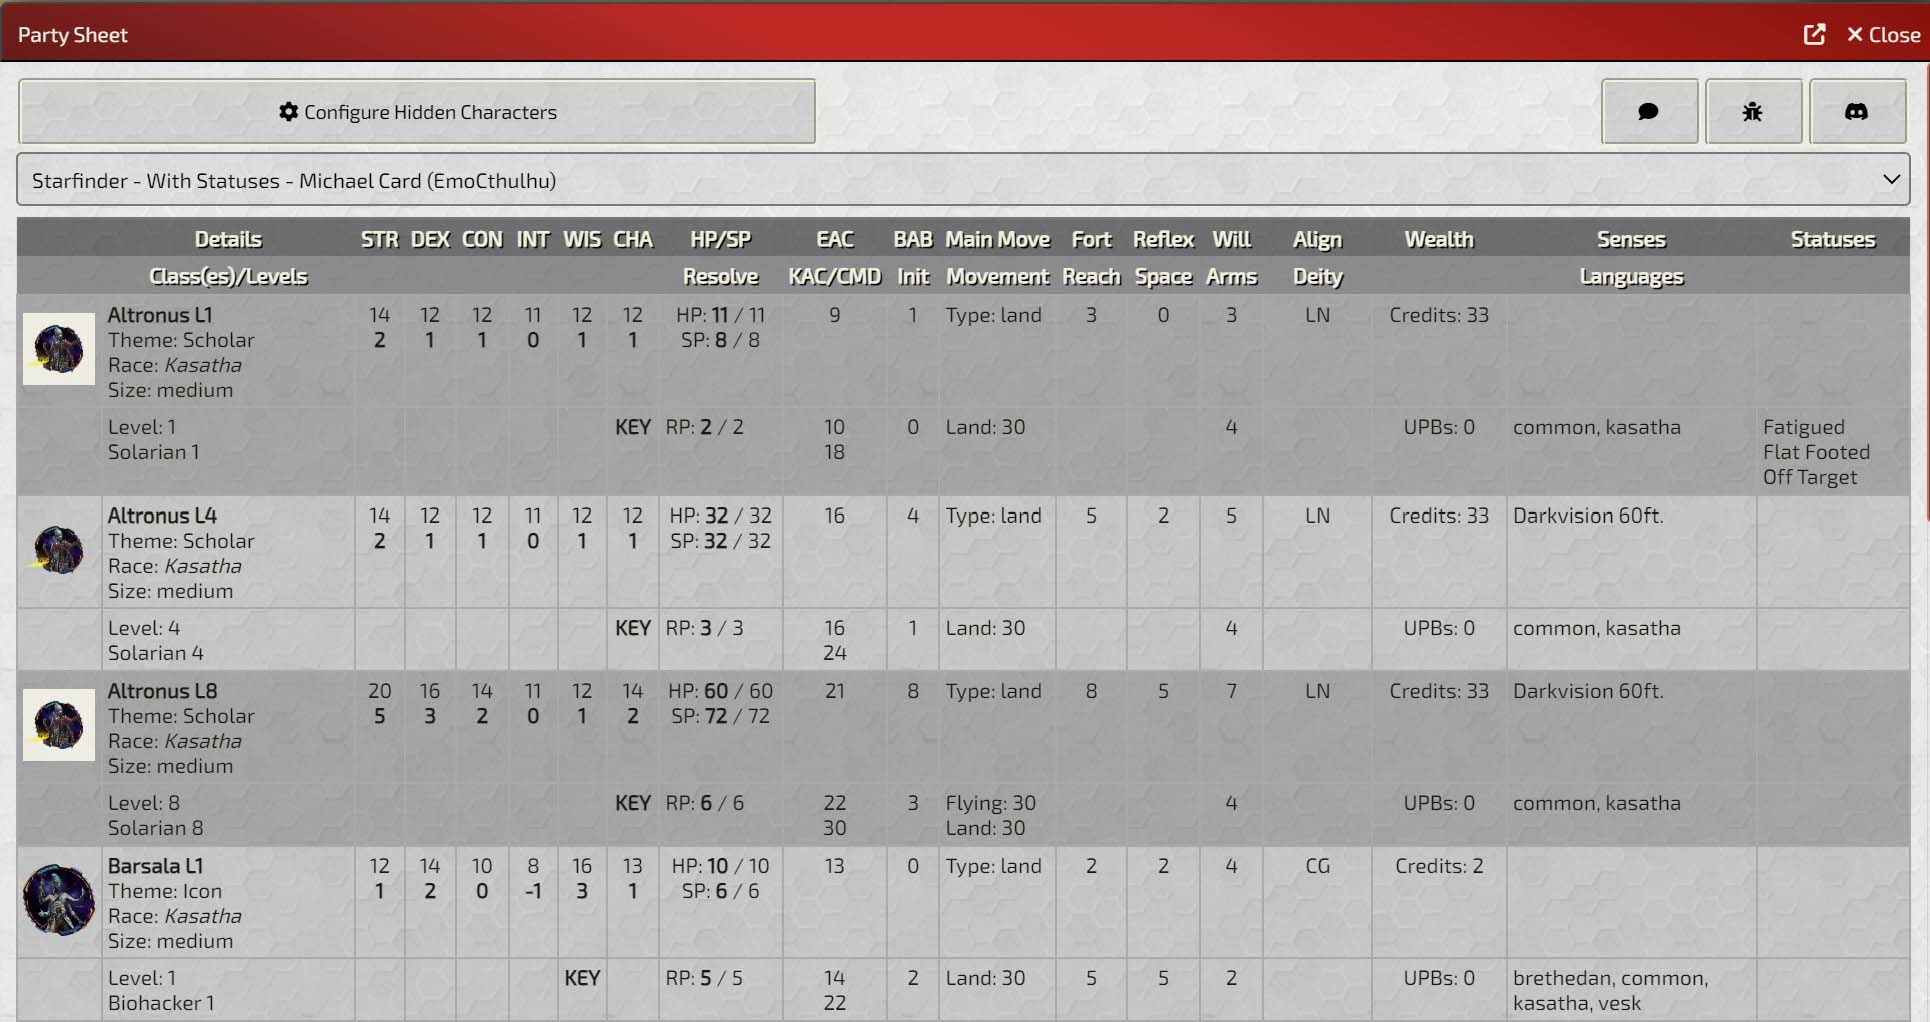 Party Sheet
Close
Configure Hidden Characters
Starfinder - With Statuses - Michael Card (EmoCthulhu)
Details STR DEX CON INT WIS CHA HP/SP EAC BAB Main Move Fort Reflex Will Align Wealth Senses Statuses
Class(es)/Levels Resolve KAC/CMD Init Movement Reach Space Arms Deity Languages
Altronus L1 14 12 12 11 12 12 HP: 11 / 11 9 1 Type: land 3 0 3 LN Credits: 33
Theme: Scholar 2 1 1 0 1 1 SP: 8 / 8
Race: Kasatha
Size: medium
Level: 1 KEY RP: 2 / 2 10 0 Land: 30 4 UPBs: 0 common, kasatha Fatigued
Solarian 1 18 Flat Footed
Off Target
Altronus L4 14 12 12 11 12 12 HP: 32 / 32 16 4 Type: land 5 2 5 LN Credits: 33 Darkvision 60ft.
Theme: Scholar 2 1 1 0 1 1 SP: 32 / 32
Race: Kasatha
Size: medium
Level: 4 KEY RP: 3 / 3 16 1 Land: 30 4 UPBs: 0 common, kasatha
Solarian 4 24
Altronus L8 20 16 14 11 12 14 HP: 60 / 60 21 8 Type: land 8 5 7 LN Credits: 33 Darkvision 60ft.
Theme: Scholar 5 3 2 0 1 2 SP: 72 / 72
Race: Kasatha
Size: medium
Level: 8 KEY RP: 6 / 6 22 3 Flying: 30 4 UPBs: 0 common, kasatha
Solarian 8 30 Land: 30
Barsala L1 12 14 10 8 16 13 HP: 10 / 10 13 0 Type: land 2 2 4 CG Credits: 2
Theme: Icon 1 2 0 -1 3 1 SP: 6 / 6
Race: Kasatha
Size: medium
Level: 1 KEY RP: 5 / 5 14 2 Land: 30 5 5 2 UPBs: 0 brethedan, common,
Biohacker 1 22 kasatha, vesk